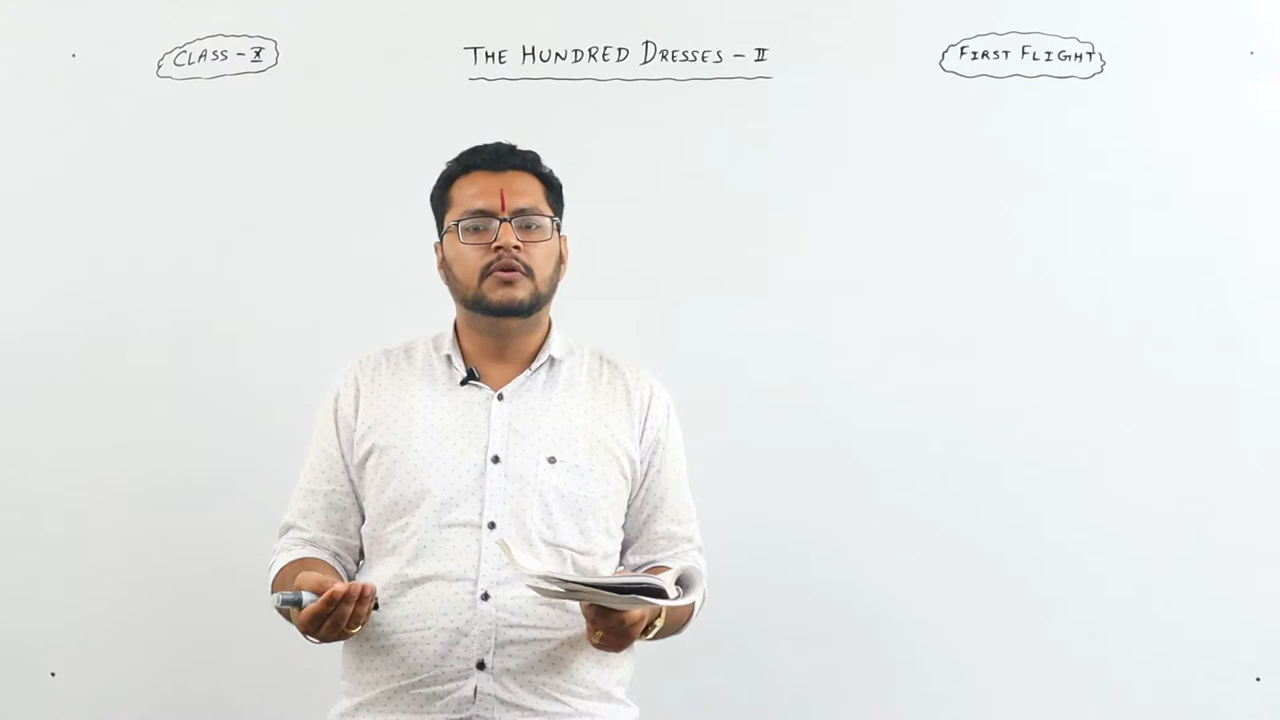 CLASS - X
THE HUNDRED DRESSES - II
FIRST FLIGHT